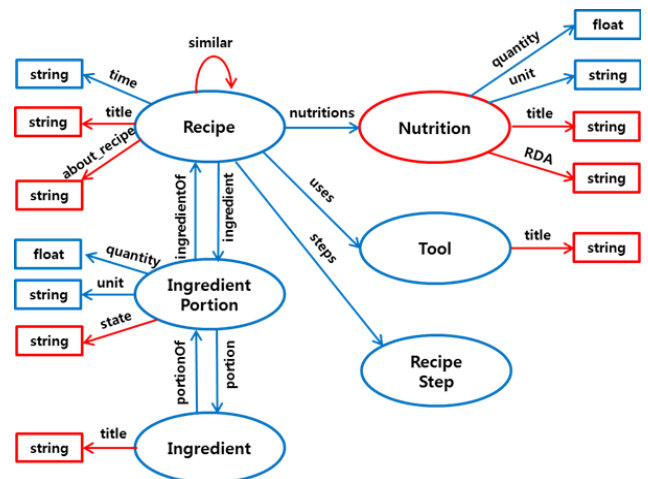 similar
float
quantity
string
time
unit
string
string
title
Recipe
nutritions
Nutrition
title
string
about_recipe
RDA
string
string
ingredientOf
ingredient
uses
steps
float
quantity
Tool
title
string
string
unit
Ingredient
Portion
state
string
portionOf
portion
Recipe
Step
string
title
Ingredient